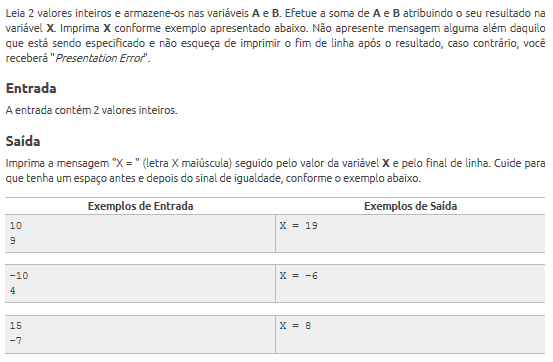 Leia 2 valores inteiros e armazene-os nas variáveis A e B. Efetue a soma de A e B atribuindo o seu resultado na
variável X. Imprima X conforme exemplo apresentado abaixo. Não apresente mensagem alguma além daquilo
que está sendo especificado e não esqueça de imprimir o fim de linha após o resultado, caso contrário, você
receberá "Presentation Error".
Entrada
A entrada contém 2 valores inteiros.
Saída
Imprima a mensagem "X = " (letra X maiúscula) seguido pelo valor da variável X e pelo final de linha. Cuide para
que tenha um espaço antes e depois do sinal de igualdade, conforme o exemplo abaixo.
Exemplos de Entrada Exemplos de Saída
10 X = 19
9
-10 X = -6
4
15 X = 8
-7